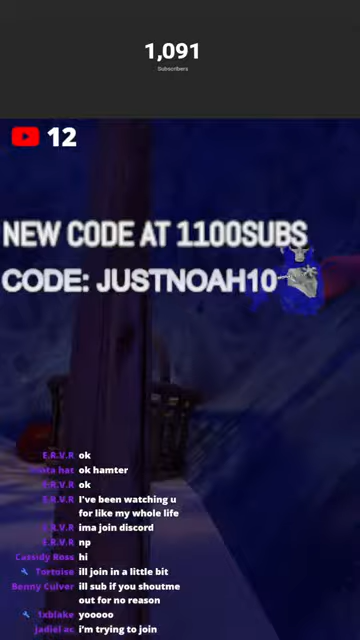 1,091
Subscribers
12
NEW CODE AT 1100SUBS
CODE: JUSTNOAH10
E.R.V.R ok
hat ok hamter
E.R.V.R ok
E.R.V.R I've been watching u
for like my whole life
E.R.V.R ima join discord
E.R.V.R np
Cassidy Ross hi
Tortoise ill join in a little bit
Benny Culver ill sub if you shoutme
out for no reason
1xblake yooooo
jadiel ac i'm trying to join